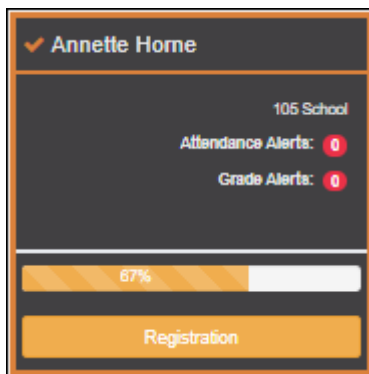 Annette Horne
105 School
Attendance Alerts: 0
Grade Alerts: 0
67%
Registration